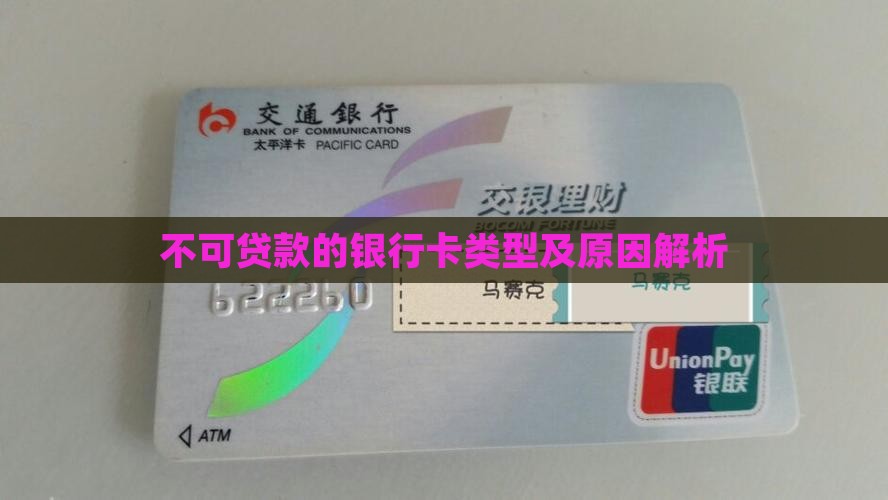 交通銀行
BANK OF COMMUNICATIONS
太平洋卡 PACIFIC CARD
交银理财
BOCOM FORTUNE
不可贷款的银行卡类型及原因解析
622260
马赛克
马赛克
UnionPay
银联
ATM